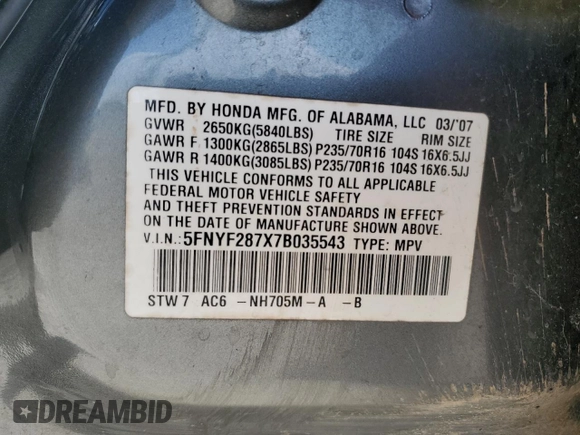 MFD. BY HONDA MFG. OF ALABAMA, LLC 03/'07
GVWR 2650KG(5840LBS) TIRE SIZE RIM SIZE
GAWR F 1300KG(2865LBS) P235/70R16 104S 16X6.5JJ
GAWR R 1400KG(3085LBS) P235/70R16 104S 16X6.5JJ
THIS VEHICLE CONFORMS TO ALL APPLICABLE
FEDERAL MOTOR VEHICLE SAFETY
AND THEFT PREVENTION STANDARDS IN EFFECT
ON THE DATE OF MANUFACTURE SHOWN ABOVE.
V.I.N.: 5FNYF287X7B035543 TYPE: MPV
STW 7 AC6 -NH705M-A -B
DREAMBID